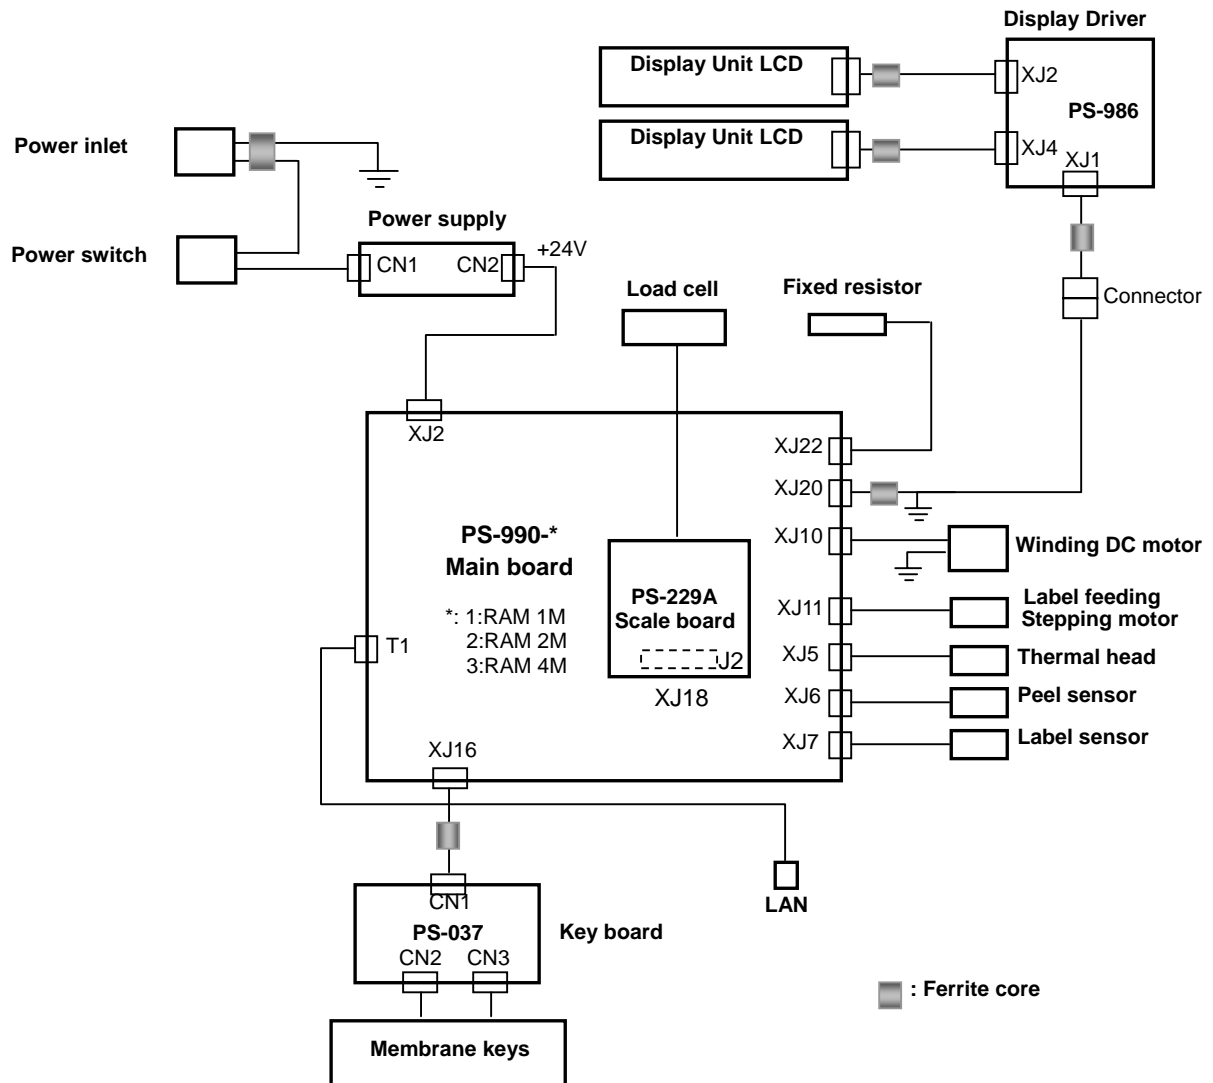 Display Driver
Display Unit LCD
XJ2
PS-986
Display Unit LCD
XJ4
XJ1
Power inlet
Power supply
Power switch
CN1
CN2
+24V
Load cell
Fixed resistor
Connector
XJ2
XJ22
XJ20
XJ10
Winding DC motor
PS-990-*
Main board
*: 1:RAM 1M
2:RAM 2M
3:RAM 4M
PS-229A
Scale board
J2
XJ18
XJ11
Label feeding
Stepping motor
T1
XJ5
Thermal head
XJ6
Peel sensor
XJ7
Label sensor
XJ16
LAN
CN1
PS-037
Key board
CN2
CN3
: Ferrite core
Membrane keys